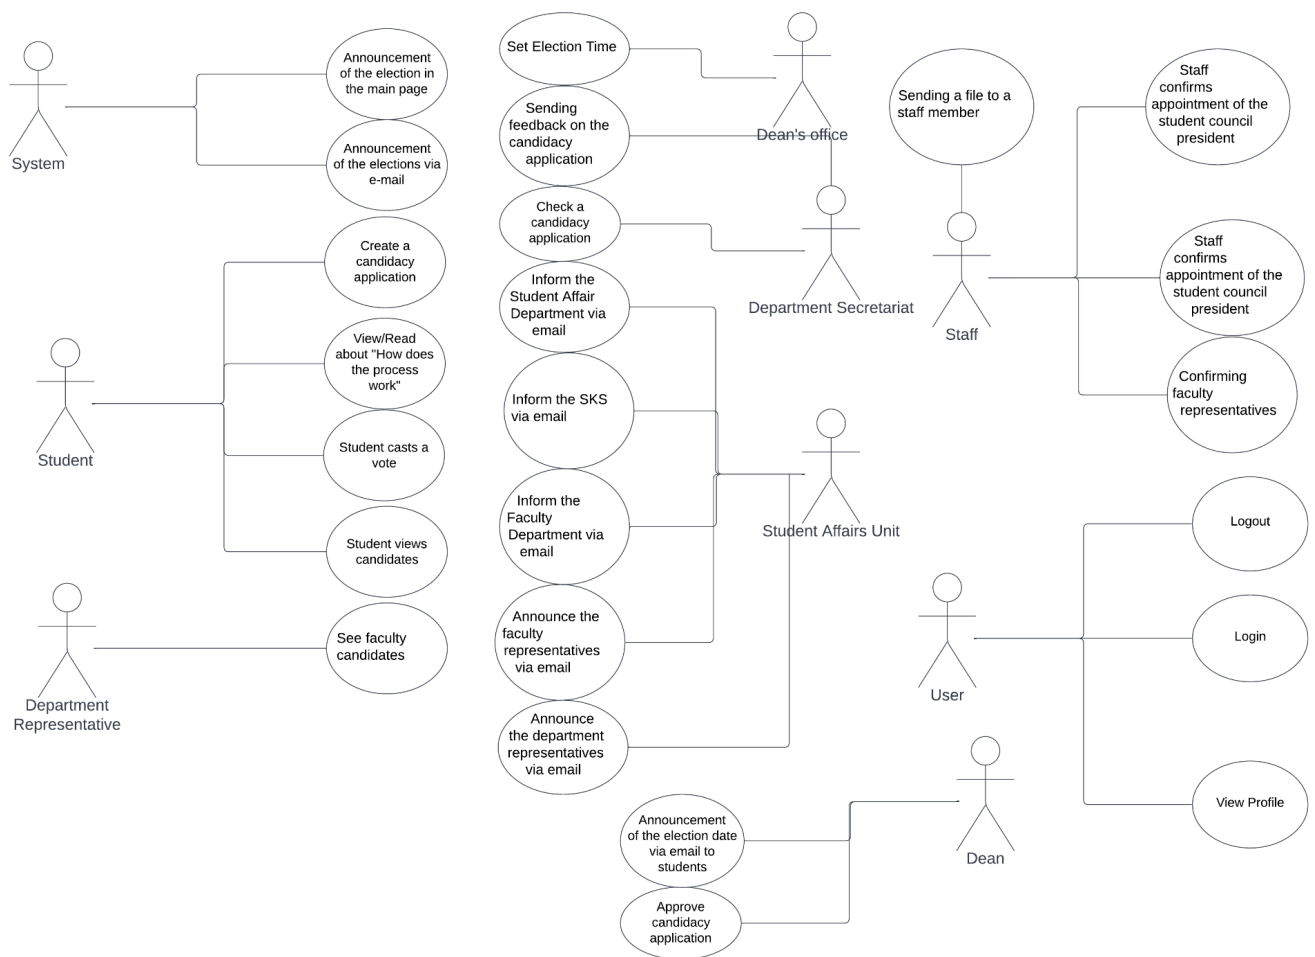 Announcement
of the election in
the main page
System
Announcement
of the elections via
e-mail
Create a
candidacy
application
View/Read
about "How does
the process
work"
Student
Student casts a
vote
Student views
candidates
See faculty
candidates
Department
Representative
Set Election Time
Dean's office
Sending
feedback on the
candidacy
application
Check a
candidacy
application
Department Secretariat
Inform the
Student Affair
Department via
email
Inform the SKS
via email
Inform the
Faculty
Department via
email
Student Affairs Unit
Announce the
faculty
representatives
via email
Announce
the department
representatives
via email
Announcement
of the election date
via email to
students
Approve
candidacy
application
Dean
Sending a file to a
staff member
Staff
confirms
appointment of the
student council
president
Staff
Staff
confirms
appointment of the
student council
president
Confirming
faculty
representatives
Logout
Login
User
View Profile